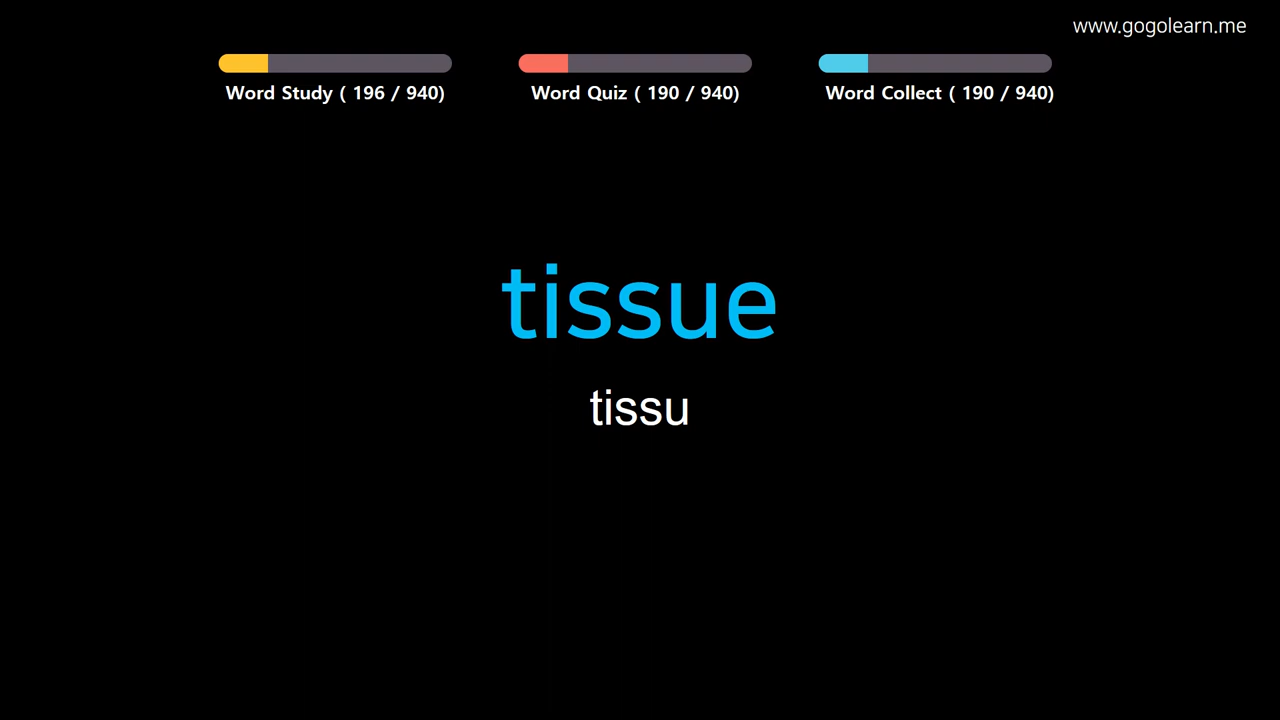 www.gogolearn.me
Word Study ( 196 / 940)
Word Quiz ( 190 / 940)
Word Collect ( 190 / 940)
tissue
tissu